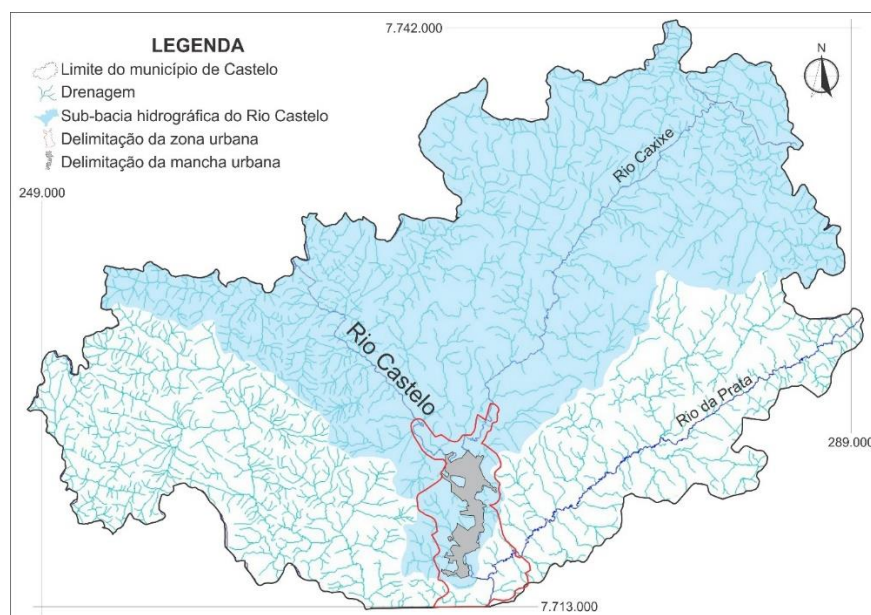 7.742.000
LEGENDA
Limite do município de Castelo
Drenagem
Sub-bacia hidrográfica do Rio Castelo
Delimitação da zona urbana
Delimitação da mancha urbana
N
249.000
Rio Caxixe
Rio Castelo
Rio da Prata
289.000
7.713.000